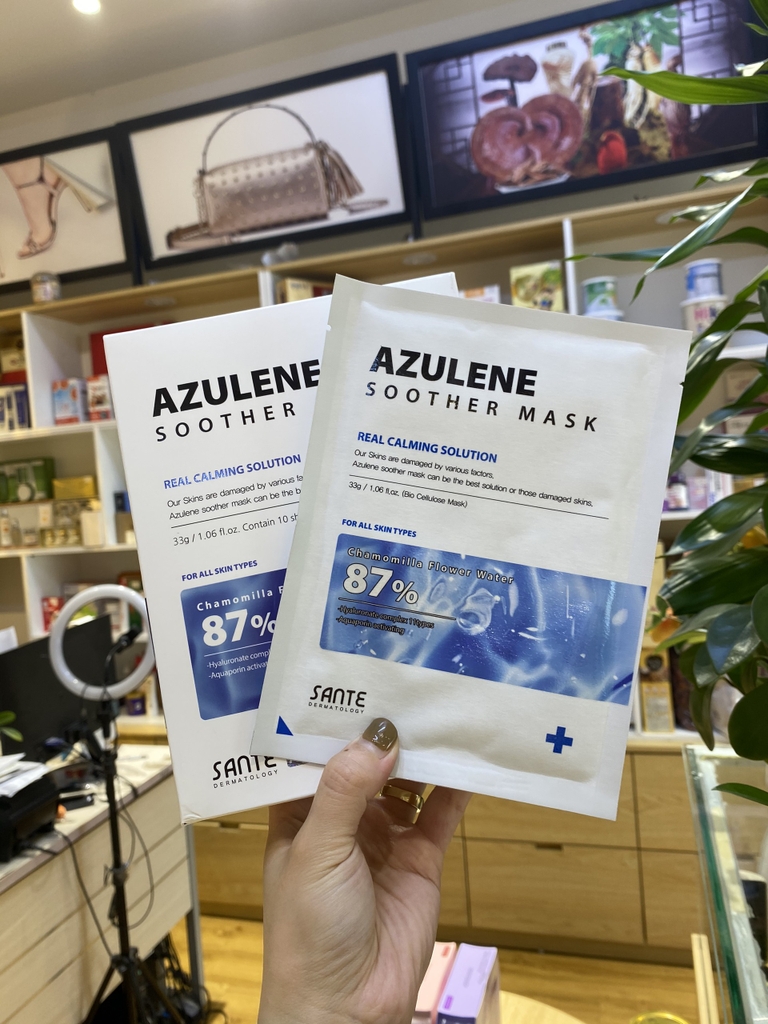 AZULENE
SOOTHER
REAL CALMING SOLUTION
Our Skins are damaged by various
Azulene soother mask can be the
33g / 1.06 fl.oz. Contain 10
FOR ALL SKIN TYPES
Chamomilla
87%
-Hyaluronate
-Aquaporin
SANTE
DERMATOLOGY
AZULENE
SOOTHER MASK
REAL CALMING SOLUTION
Our Skins are damaged by various factors,
Azulene soother mask can be the best solution or those damaged skins,
33g / 1.06 fl.oz. (Bio Cellulose Mask)
FOR ALL SKIN TYPES
Chamomilla Flower Water
87%
-Hyaluronate complex 11types
-Aquaporin activating
SANTE
DERMATOLOGY